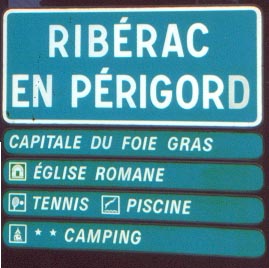 RIBÉRAC
EN PÉRIGORD
CAPITALE DU FOIE GRAS
ÉGLISE ROMANE
TENNIS PISCINE
** CAMPING